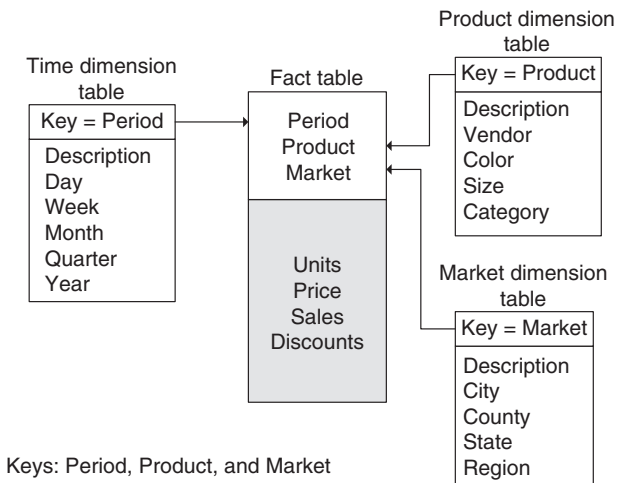 Time dimension
table
Key = Period
Description
Day
Week
Month
Quarter
Year
Fact table
Period
Product
Market
Units
Price
Sales
Discounts
Product dimension
table
Key = Product
Description
Vendor
Color
Size
Category
Market dimension
table
Key = Market
Description
City
County
State
Region
Keys: Period, Product, and Market